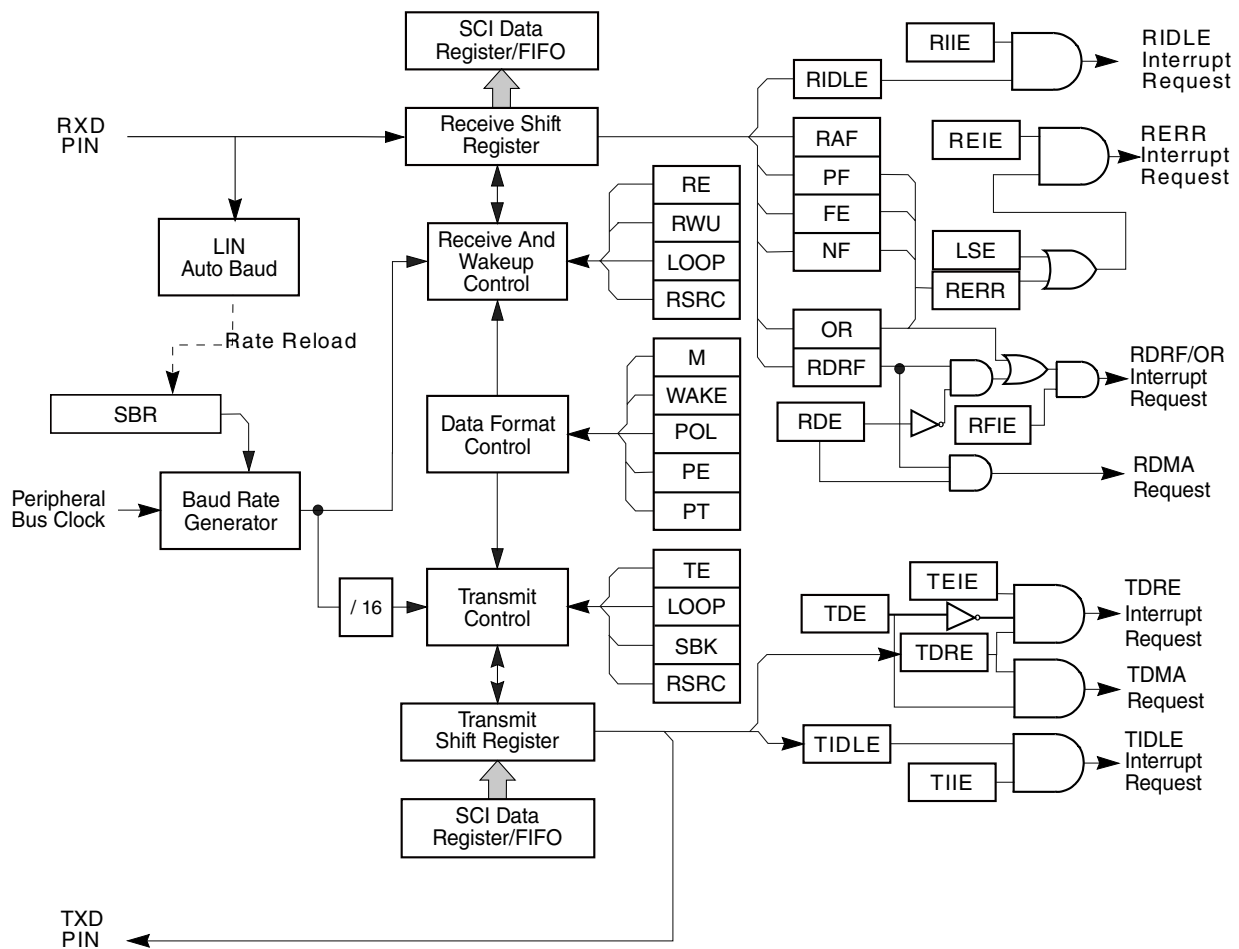 SCI Data
Register/FIFO
RIIE
RIDLE
Interrupt
Request
RIDLE
RXD
PIN
Receive Shift
Register
RAF
REIE
RERR
Interrupt
Request
PF
RE
FE
RWU
NF
LIN
Auto Baud
Receive And
Wakeup
Control
LOOP
LSE
RSRC
RERR
OR
Rate Reload
M
RDRF
RDRF/OR
Interrupt
Request
WAKE
SBR
Data Format
Control
POL
RDE
RFIE
PE
RDMA
Request
Peripheral
Bus Clock
Baud Rate
Generator
PT
TE
TEIE
TDRE
Interrupt
Request
/ 16
Transmit
Control
LOOP
TDE
SBK
TDRE
RSRC
TDMA
Request
Transmit
Shift Register
TIDLE
TIDLE
Interrupt
Request
TIIE
SCI Data
Register/FIFO
TXD
PIN